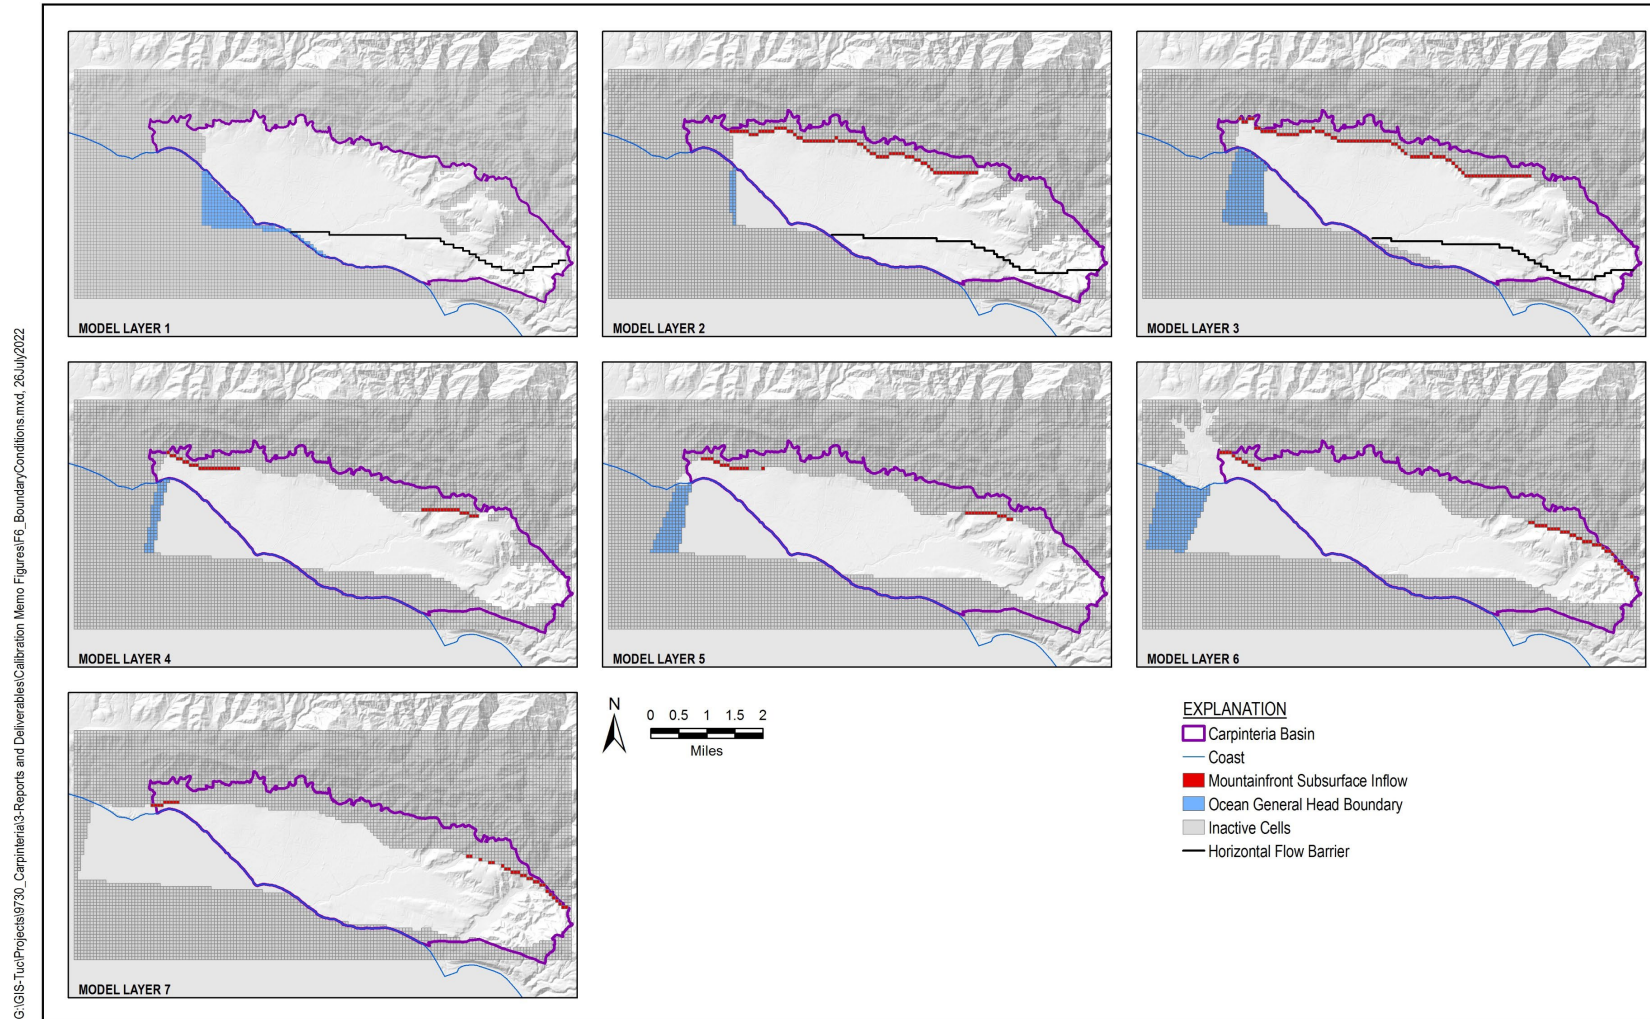 MODEL LAYER 1
MODEL LAYER 2
MODEL LAYER 3
MODEL LAYER 4
MODEL LAYER 5
MODEL LAYER 6
MODEL LAYER 7
N
0 0.5 1 1.5 2
Miles
EXPLANATION
Carpinteria Basin
Coast
Mountainfront Subsurface Inflow
Ocean General Head Boundary
Inactive Cells
Horizontal Flow Barrier
G:\GIS-Tuc\Projects\9730_Carpinteria\3-Reports and Deliverables\Calibration Memo Figures\F6_BoundaryConditions.mxd, 26July2022